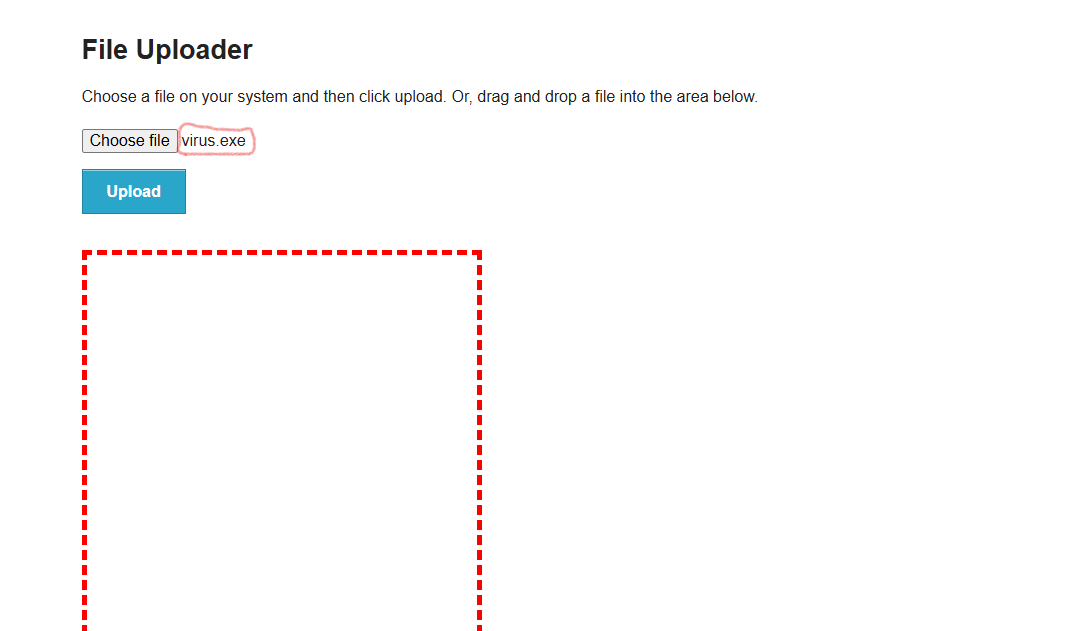 File Uploader
Choose a file on your system and then click upload. Or, drag and drop a file into the area below.
Choose file virus.exe
Upload